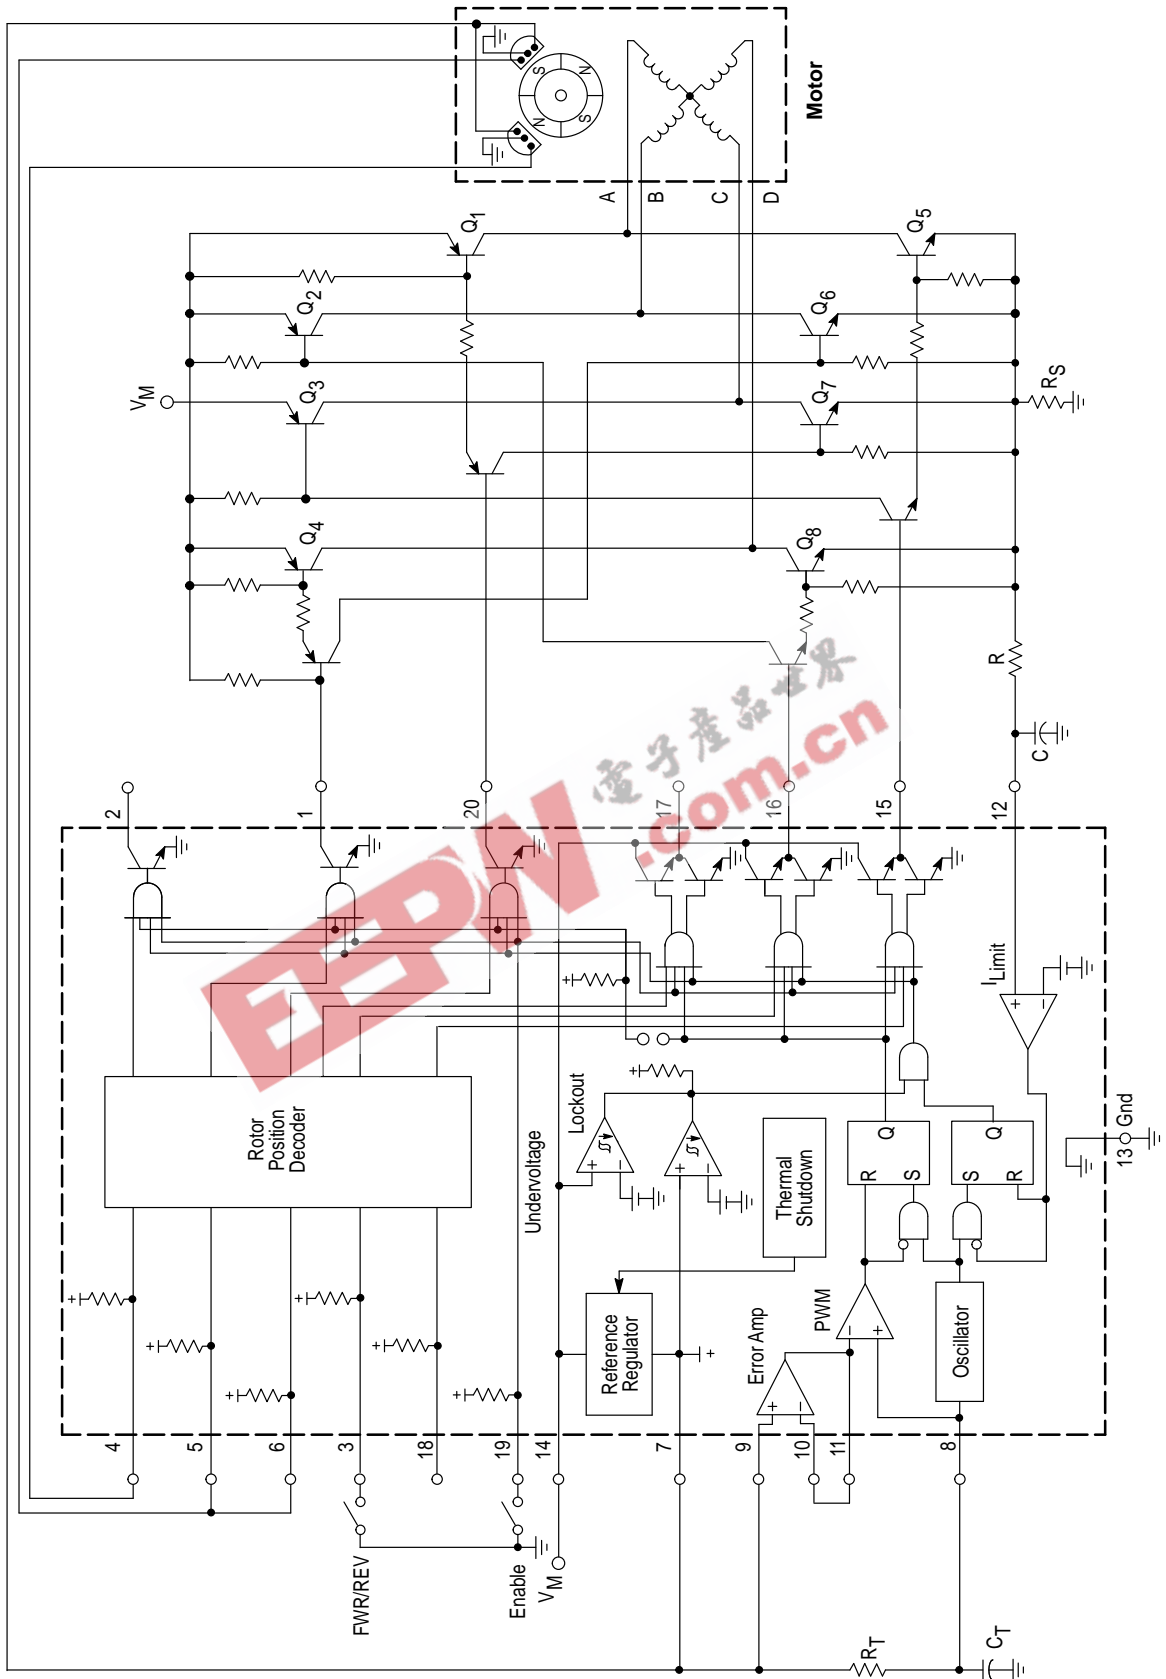 Motor
N
S
N
S
A
B
C
D
Q1
Q2
Q3
Q4
Q5
Q6
Q7
Q8
VM
RS
R
C
2
1
20
17
16
15
12
Rotor
Position
Decoder
Undervoltage
Lockout
Reference
Regulator
Thermal
Shutdown
Error Amp
PWM
Oscillator
ILimit
R
S
Q
S
R
Q
13 Gnd
4
5
6
3
18
19
14
7
9
10
11
8
FWR/REV
Enable
VM
RT
CT
+
–
EEPW
電子產品世界
.com.cn